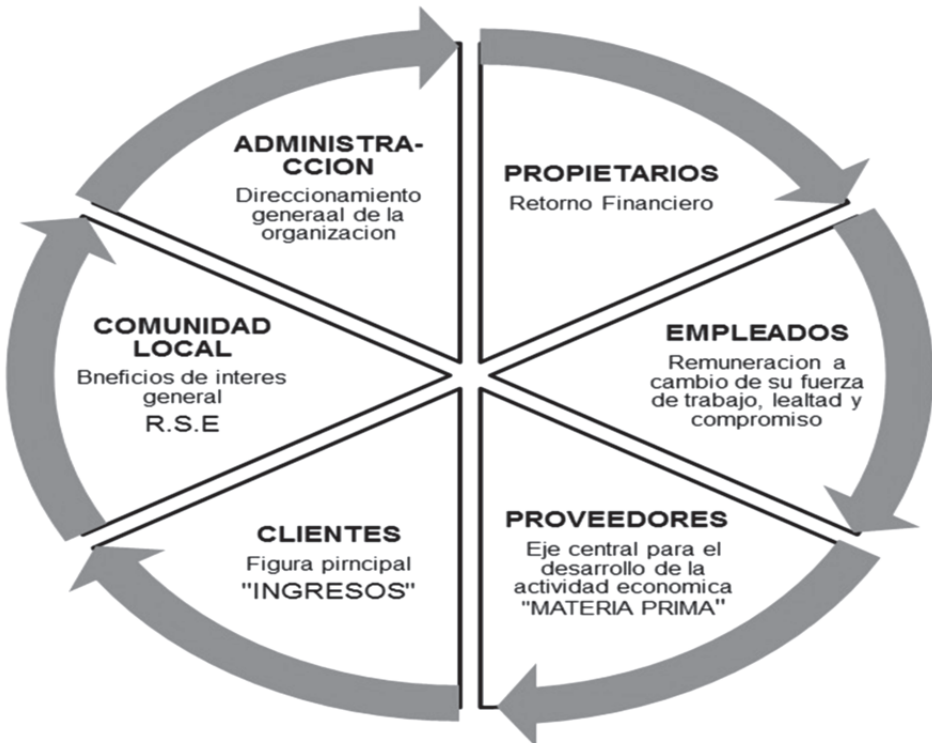 ADMINISTRA-
CCION
Direccionamiento
generaal de la
organizacion
PROPIETARIOS
Retorno Financiero
EMPLEADOS
Remuneracion a
cambio de su fuerza
de trabajo, lealtad y
compromiso
PROVEEDORES
Eje central para el
desarrollo de la
actividad economica
"MATERIA PRIMA"
CLIENTES
Figura pirncipal
"INGRESOS"
COMUNIDAD
LOCAL
Bneficios de interes
general
R.S.E